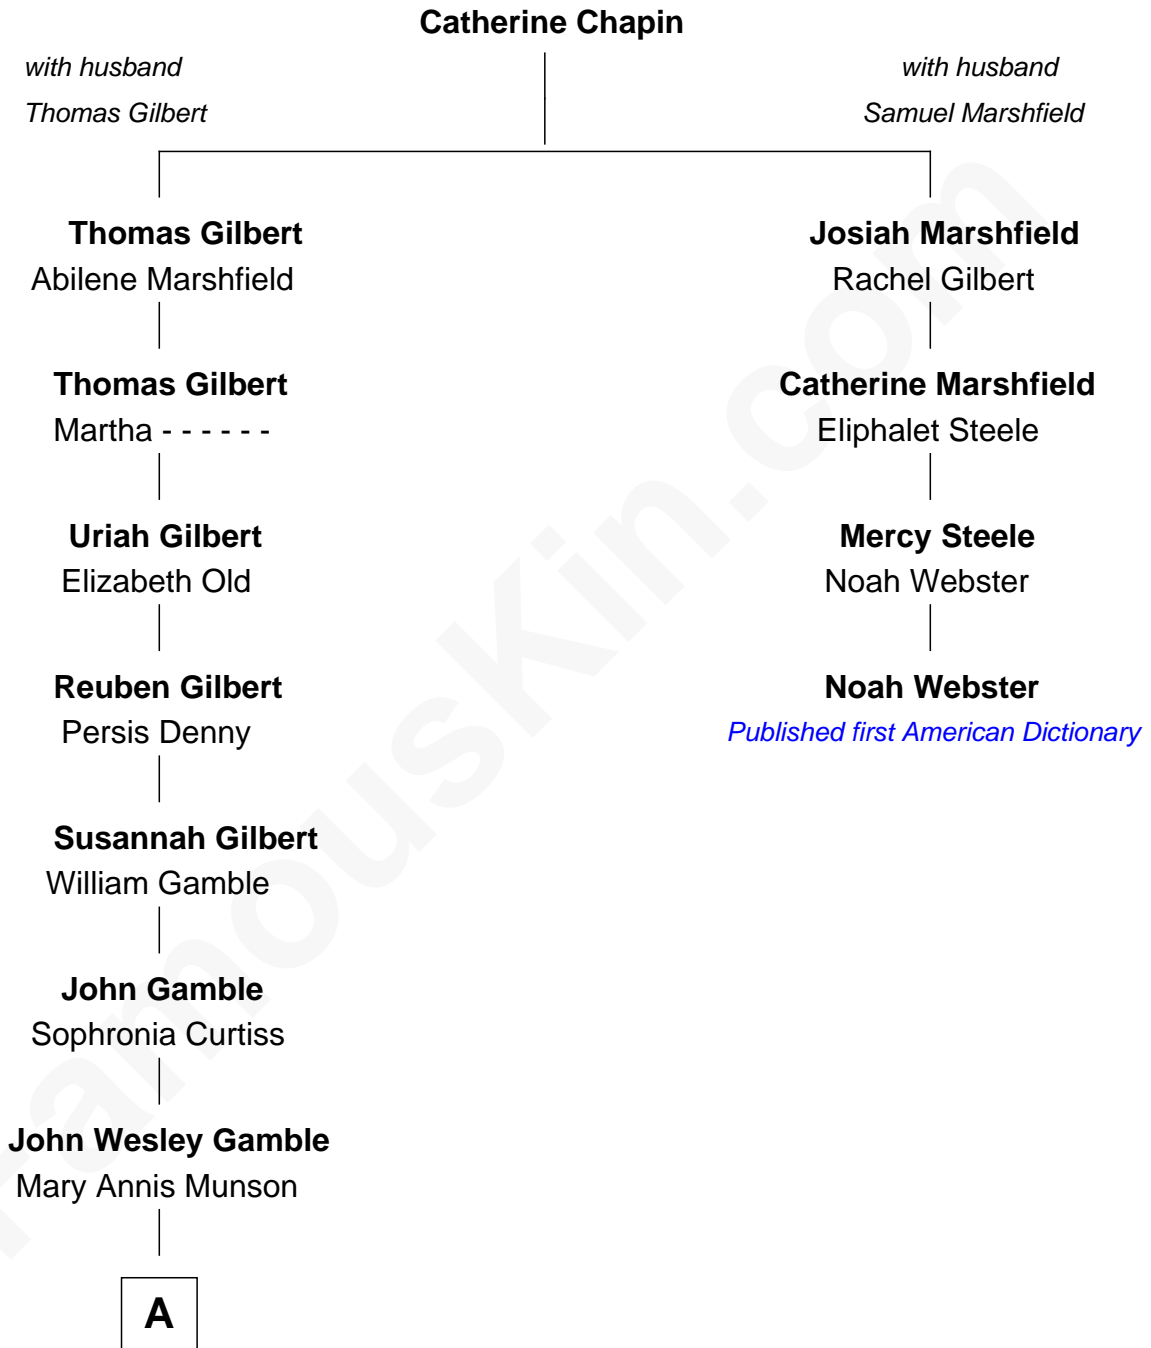 Catherine Chapin
with husband
Thomas Gilbert
with husband
Samuel Marshfield
Thomas Gilbert
Abilene Marshfield
Josiah Marshfield
Rachel Gilbert
Thomas Gilbert
Martha - - - - - -
Catherine Marshfield
Eliphalet Steele
Uriah Gilbert
Elizabeth Old
Mercy Steele
Noah Webster
Reuben Gilbert
Persis Denny
Noah Webster
Published first American Dictionary
Susannah Gilbert
William Gamble
John Gamble
Sophronia Curtiss
John Wesley Gamble
Mary Annis Munson
A
FamousKin.com